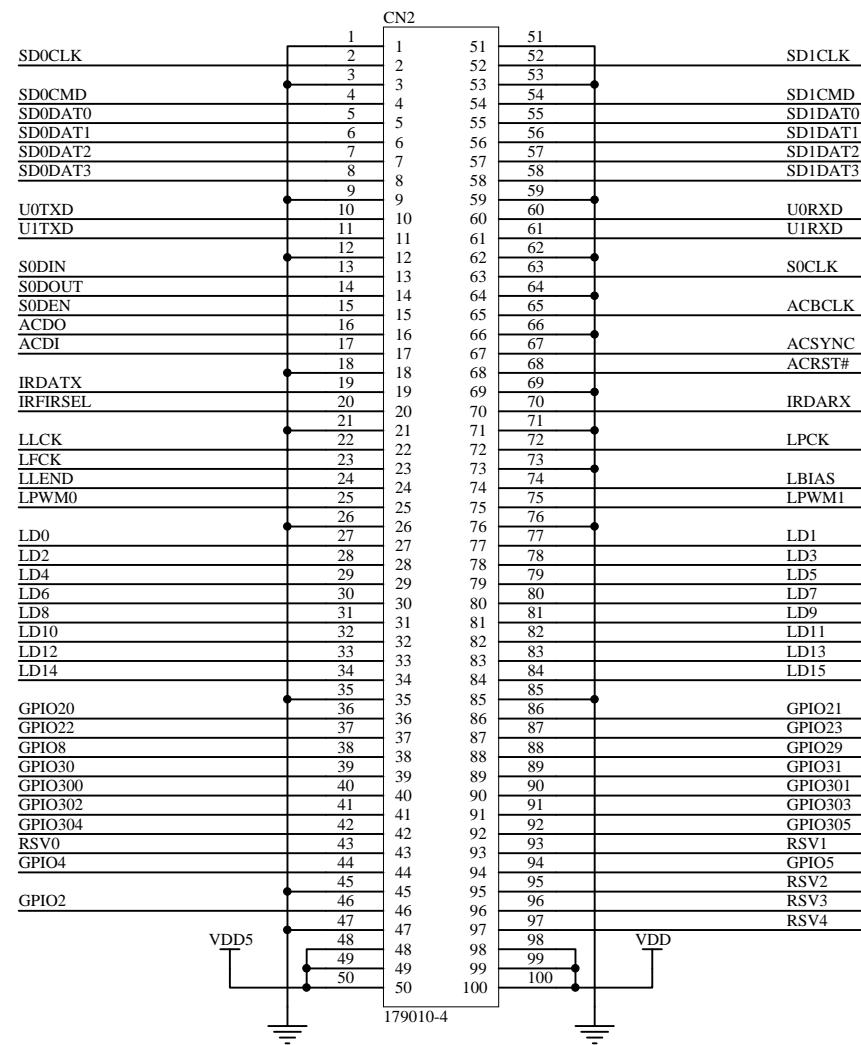 CN2
1 1 51 51
SD0CLK 2 2 52 52 SD1CLK
3 3 53 53
SD0CMD 4 4 54 54 SD1CMD
SD0DAT0 5 5 55 55 SD1DAT0
SD0DAT1 6 6 56 56 SD1DAT1
SD0DAT2 7 7 57 57 SD1DAT2
SD0DAT3 8 8 58 58 SD1DAT3
9 9 59 59
U0TXD 10 10 60 60 U0RXD
U1TXD 11 11 61 61 U1RXD
12 12 62 62
S0DIN 13 13 63 63 S0CLK
S0DOUT 14 14 64 64
S0DEN 15 15 65 65 ACBCLK
ACDO 16 16 66 66
ACDI 17 17 67 67 ACSYNC
18 18 68 68 ACRST#
IRDATX 19 19 69 69
IRFIRSEL 20 20 70 70 IRDARX
21 21 71 71
LLCK 22 22 72 72 LPCK
LFCK 23 23 73 73
LLEND 24 24 74 74 LBIAS
LPWM0 25 25 75 75 LPWM1
26 26 76 76
LD0 27 27 77 77 LD1
LD2 28 28 78 78 LD3
LD4 29 29 79 79 LD5
LD6 30 30 80 80 LD7
LD8 31 31 81 81 LD9
LD10 32 32 82 82 LD11
LD12 33 33 83 83 LD13
LD14 34 34 84 84 LD15
35 35 85 85
GPIO20 36 36 86 86 GPIO21
GPIO22 37 37 87 87 GPIO23
GPIO8 38 38 88 88 GPIO29
GPIO30 39 39 89 89 GPIO31
GPIO300 40 40 90 90 GPIO301
GPIO302 41 41 91 91 GPIO303
GPIO304 42 42 92 92 GPIO305
RSV0 43 43 93 93 RSV1
GPIO4 44 44 94 94 GPIO5
45 45 95 95 RSV2
GPIO2 46 46 96 96 RSV3
47 47 97 97 RSV4
VDD5 48 48 98 98 VDD
49 49 99 99
50 50 100 100
179010-4